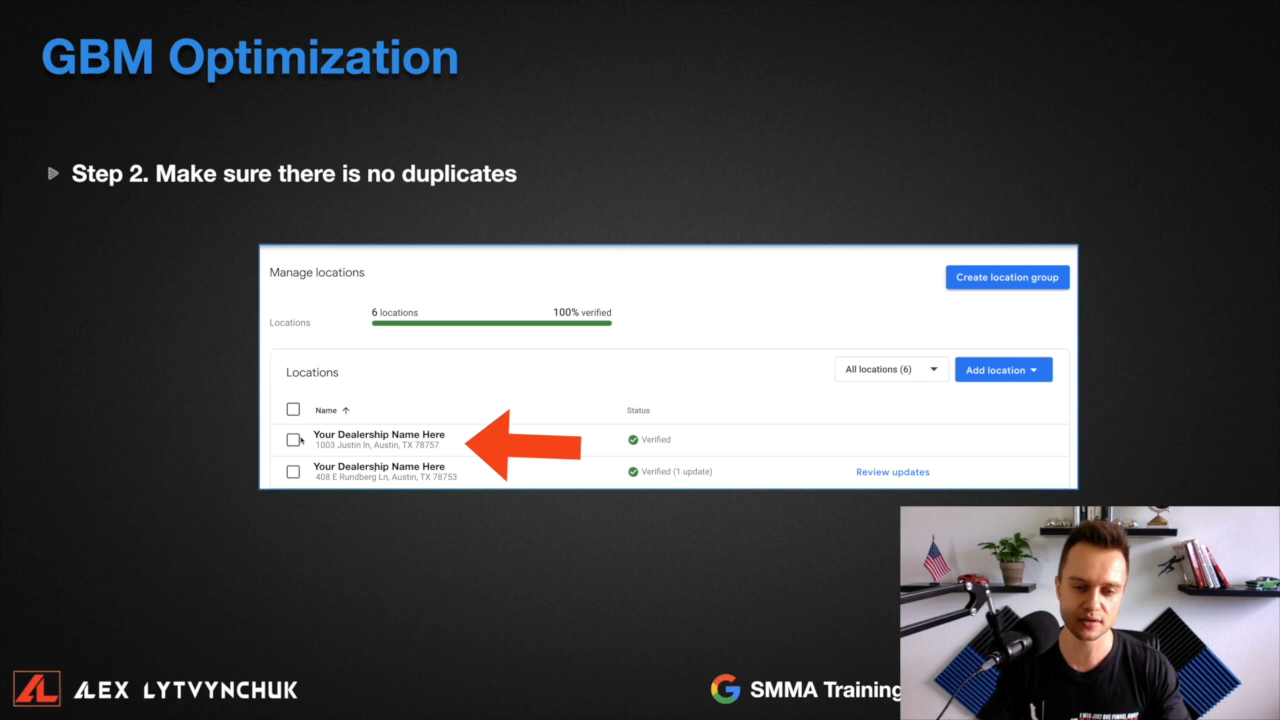 GBM Optimization
Step 2. Make sure there is no duplicates
Manage locations
Create location group
6 locations 100% verified
Locations
Locations
All locations (6)
Add location
Name
Status
Your Dealership Name Here
1003 Justin ln, Austin, TX 78757
Verified
Your Dealership Name Here
408 E Rundberg Ln, Austin, TX 78753
Verified (1 update)
Review updates
ALEX LYTVYNCHUK
SMMA Training